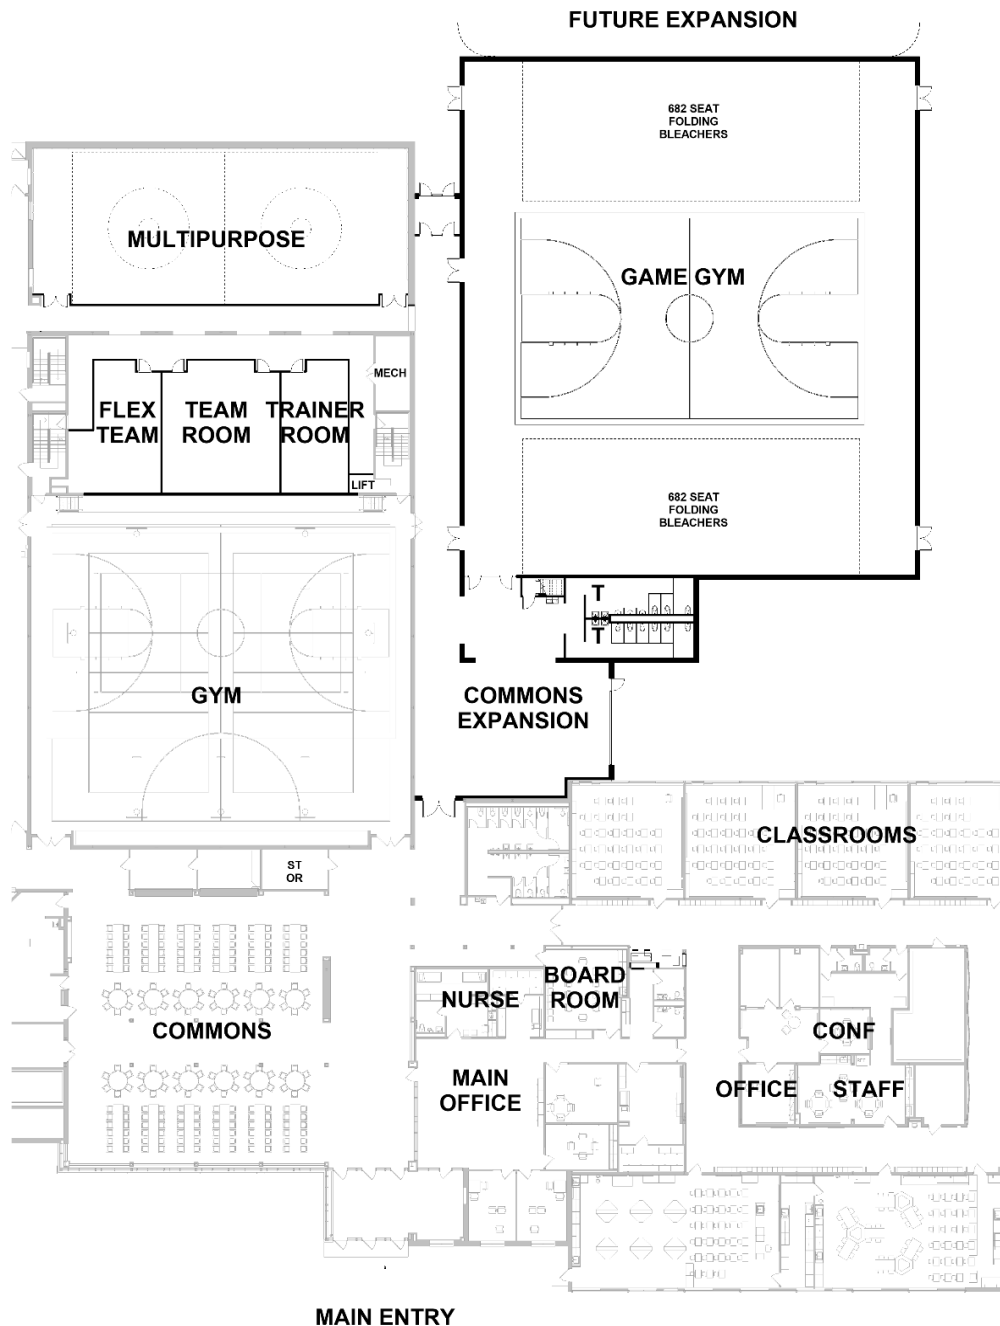 FUTURE EXPANSION
682 SEAT
FOLDING
BLEACHERS
MULTIPURPOSE
GAME GYM
MECH
FLEX
TEAM
TEAM
ROOM
TRAINER
ROOM
LIFT
682 SEAT
FOLDING
BLEACHERS
T
T
GYM
COMMONS
EXPANSION
CLASSROOMS
ST
OR
BOARD
ROOM
NURSE
COMMONS
CONF
MAIN
OFFICE
OFFICE
STAFF
MAIN ENTRY